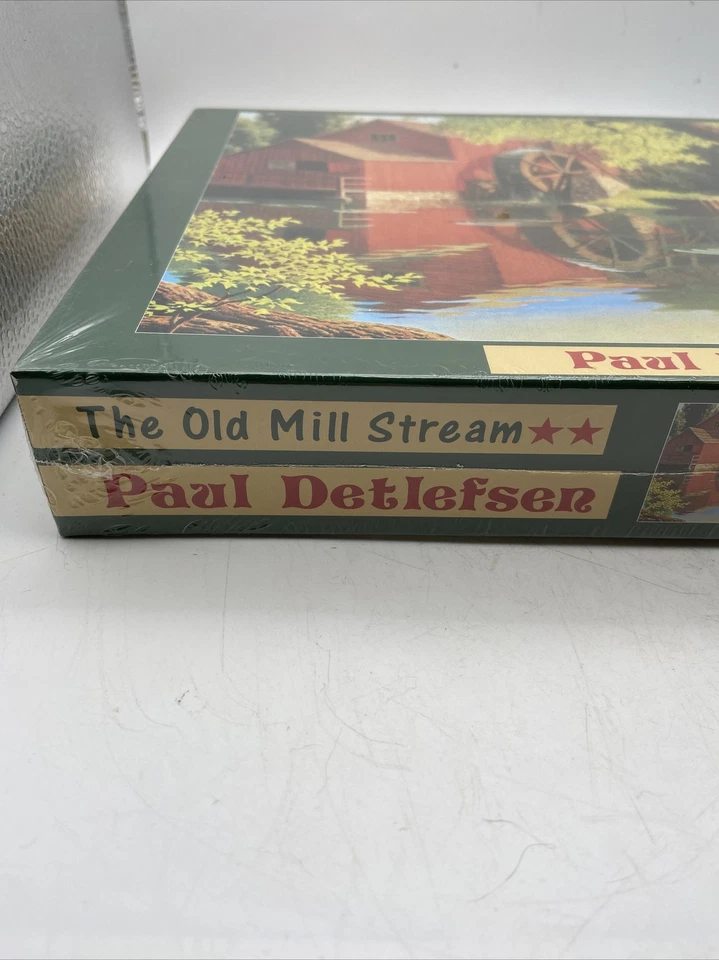 Paul
The Old Mill Stream
Paul Detlefsen